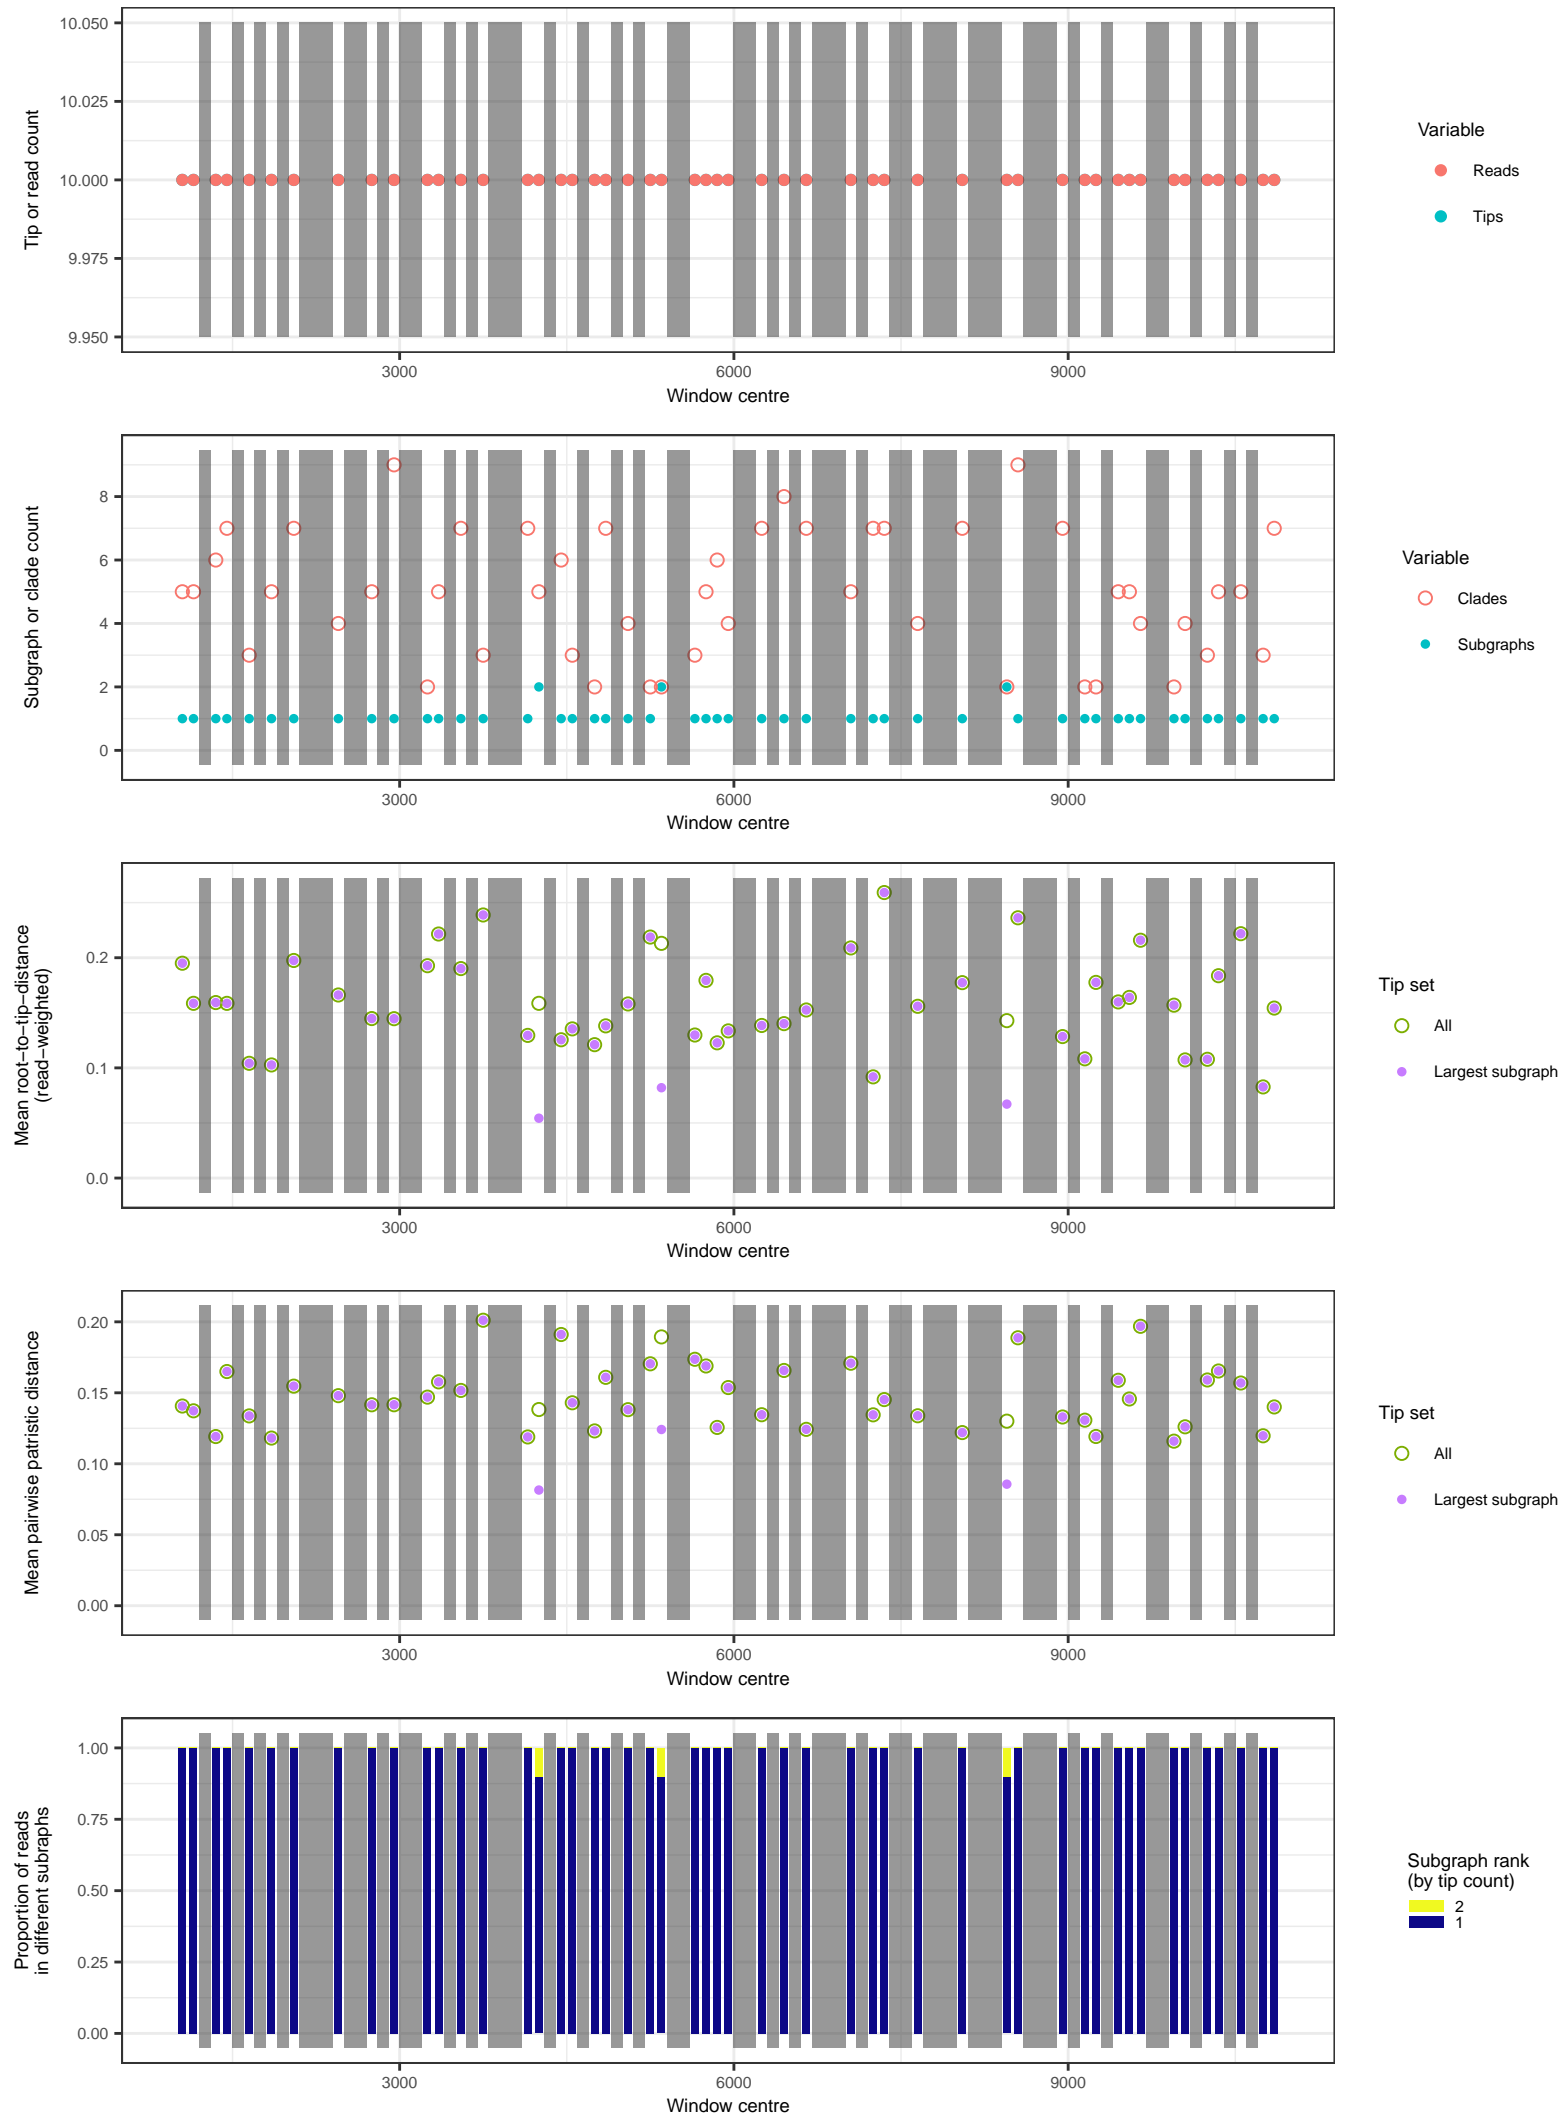 10.050
10.025
10.000
9.975
9.950
Tip or read count
3000
6000
9000
Window centre
Variable
Reads
Tips
8
6
4
2
0
Subgraph or clade count
3000
6000
9000
Window centre
Variable
Clades
Subgraphs
0.2
0.1
0.0
Mean root−to−tip−distance
(read−weighted)
3000
6000
9000
Window centre
Tip set
All
Largest subgraph
0.20
0.15
0.10
0.05
0.00
Mean pairwise patristic distance
3000
6000
9000
Window centre
Tip set
All
Largest subgraph
1.00
0.75
0.50
0.25
0.00
Proportion of reads
in different subraphs
3000
6000
9000
Window centre
Subgraph rank
(by tip count)
2
1